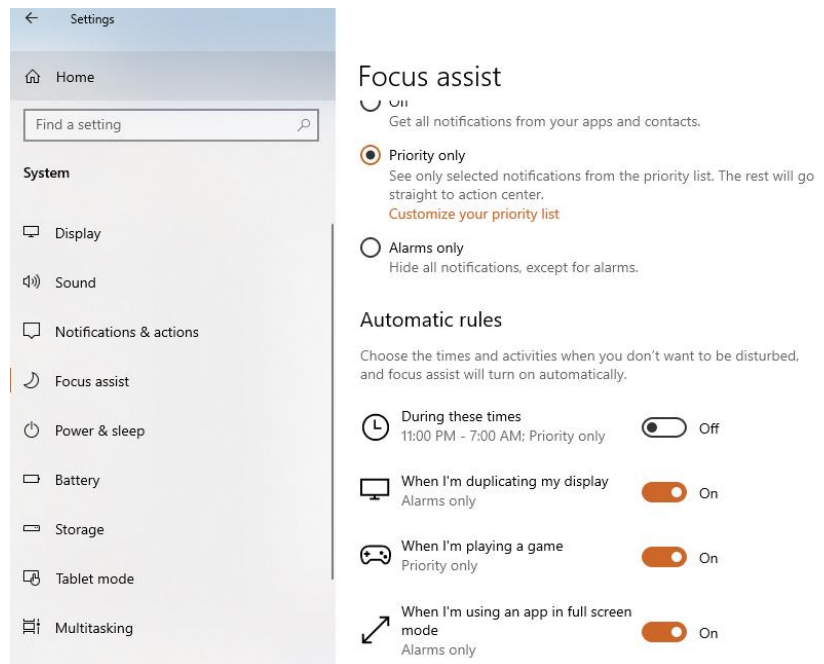 Settings
Home
Find a setting
System
Display
Sound
Notifications & actions
Focus assist
Power & sleep
Battery
Storage
Tablet mode
Multitasking
Focus assist
Off
Get all notifications from your apps and contacts.
Priority only
See only selected notifications from the priority list. The rest will go
straight to action center.
Customize your priority list
Alarms only
Hide all notifications, except for alarms.
Automatic rules
Choose the times and activities when you don't want to be disturbed,
and focus assist will turn on automatically.
During these times
11:00 PM - 7:00 AM; Priority only
Off
When I'm duplicating my display
Alarms only
On
When I'm playing a game
Priority only
On
When I'm using an app in full screen
mode
Alarms only
On